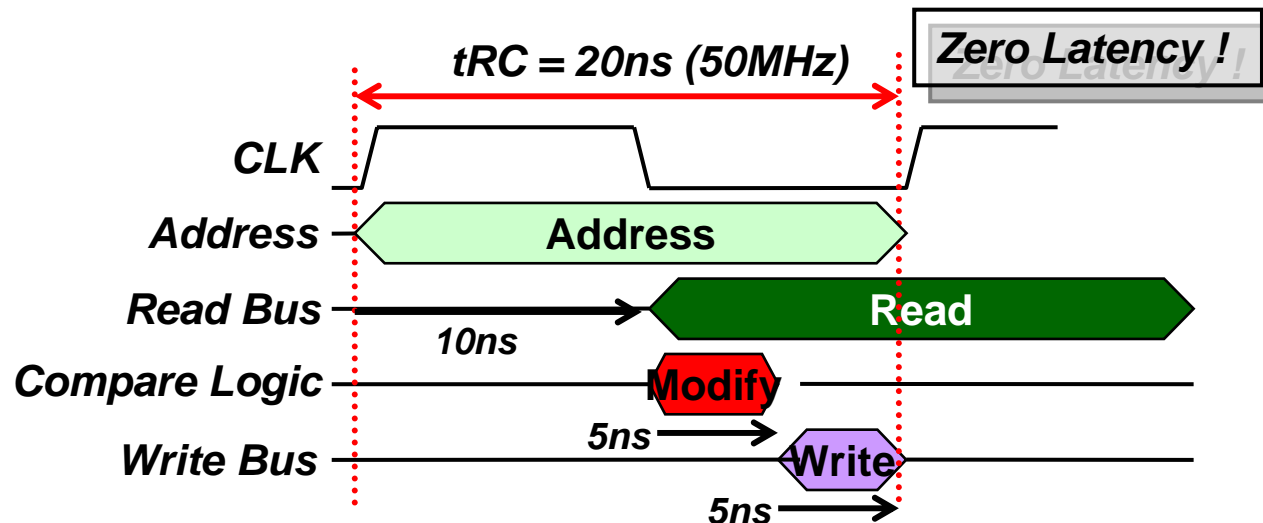 Zero Latency !
tRC = 20ns (50MHz)
CLK
Address
Address
Read Bus
Read
10ns
Compare Logic
Modify
5ns
Write Bus
Write
5ns